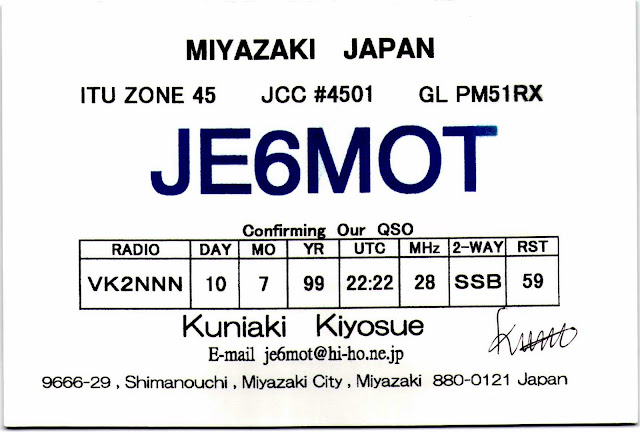 MIYAZAKI JAPAN
ITU ZONE 45 JCC #4501 GL PM51RX
JE6MOT
Confirming Our QSO
RADIO DAY MO YR UTC MHz 2-WAY RST
VK2NNN 10 7 99 22:22 28 SSB 59
Kuniaki Kiyosue
E-mail je6mot@hi-ho.ne.jp
9666-29 , Shimanouchi , Miyazaki City , Miyazaki 880-0121 Japan